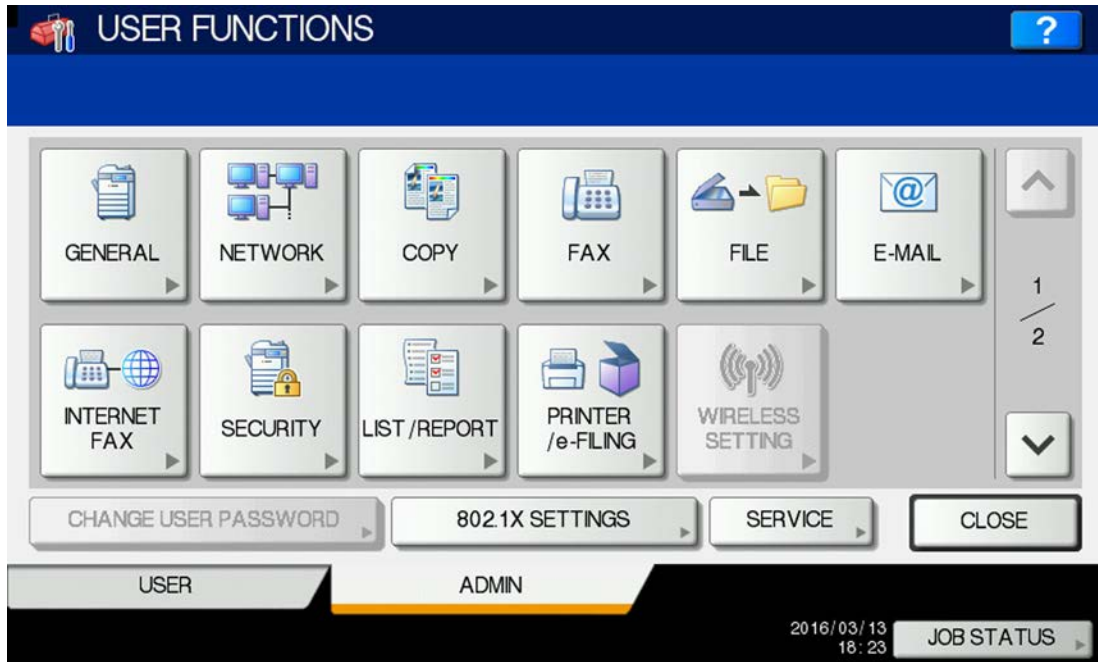 USER FUNCTIONS
?
GENERAL
NETWORK
COPY
FAX
FILE
E-MAIL
1
2
INTERNET
FAX
SECURITY
LIST/REPORT
PRINTER
/e-FILING
WIRELESS
SETTING
CHANGE USER PASSWORD
802.1X SETTINGS
SERVICE
CLOSE
USER
ADMIN
2016/03/13
18:23
JOB STATUS